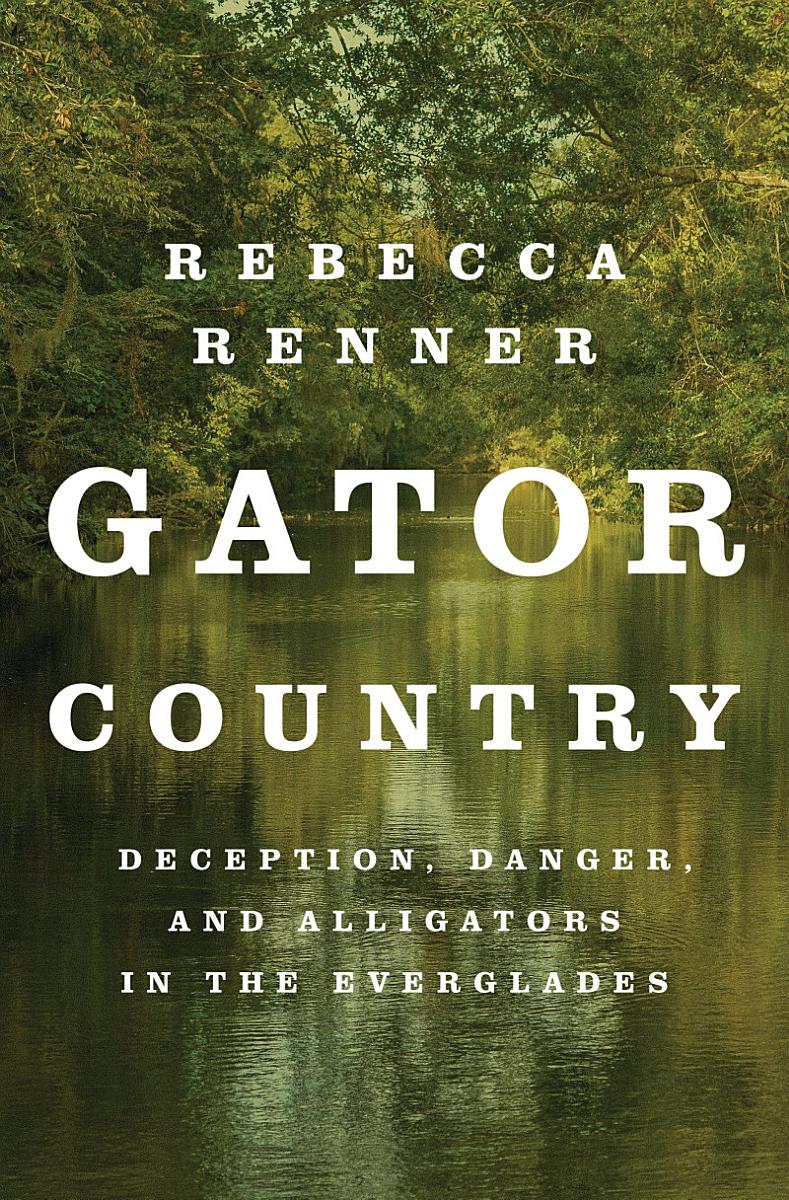 REBECCA
RENNER
GATOR
COUNTRY
DECEPTION, DANGER,
AND ALLIGATORS
IN THE EVERGLADES